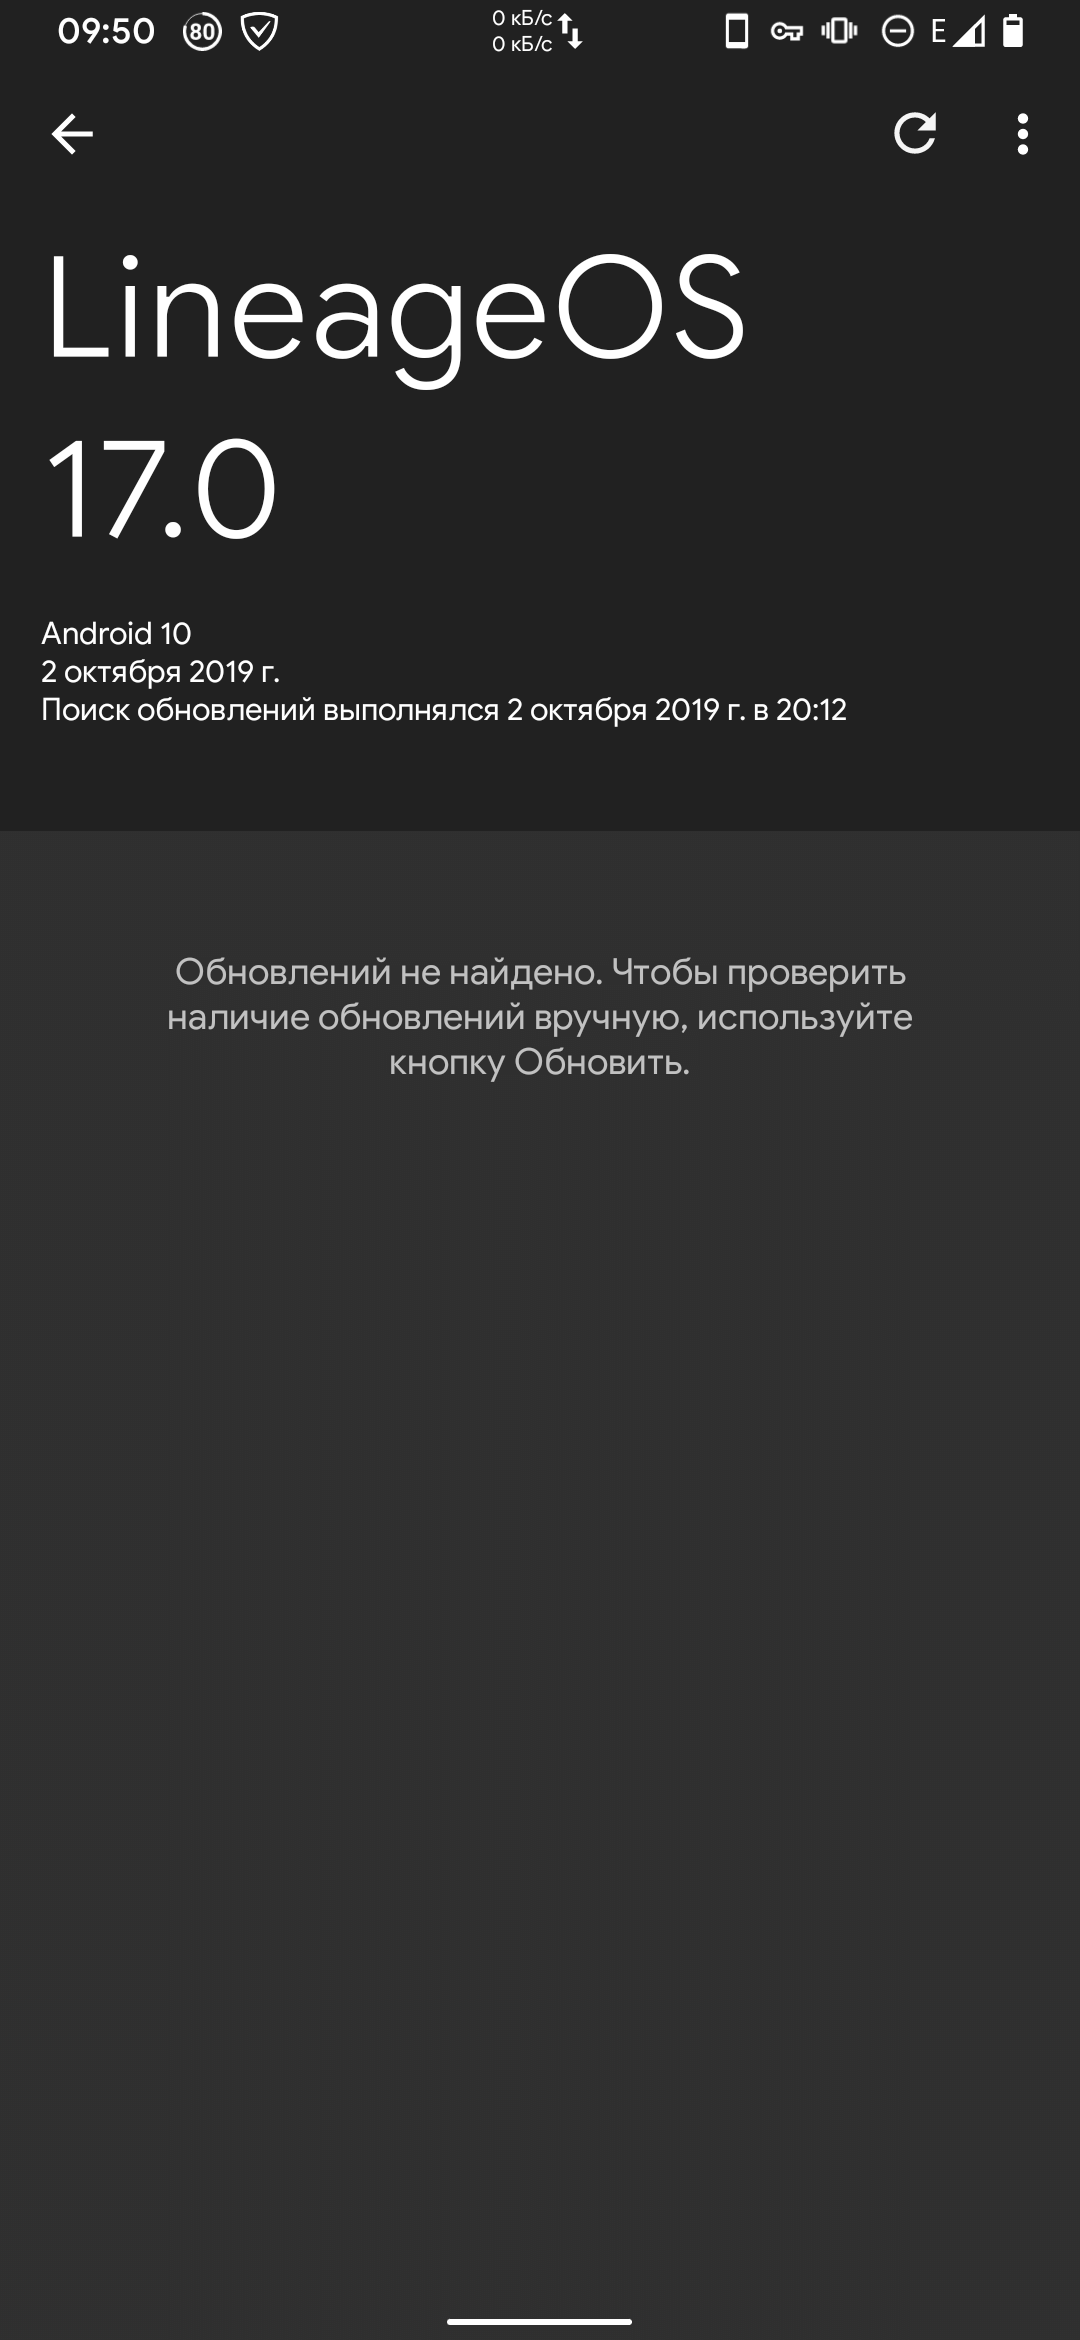 09:50 80 0 кБ/с E
0 кБ/с
LineageOS
17.0
Android 10
2 октября 2019 г.
Поиск обновлений выполнялся 2 октября 2019 г. в 20:12
Обновлений не найдено. Чтобы проверить
наличие обновлений вручную, используйте
кнопку Обновить.